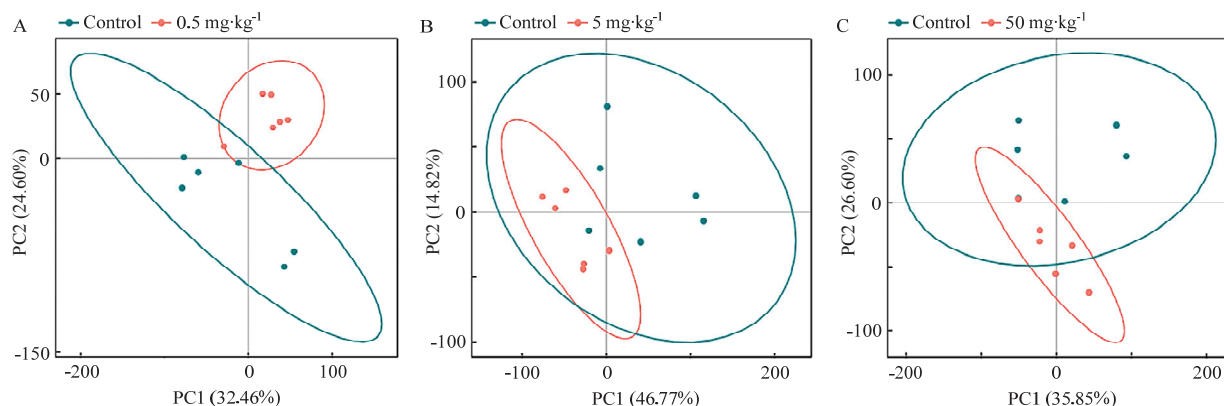 A
Control 0.5 mg·kg⁻¹
50
0
-150
-200
0
100
PC2 (24.60%)
PC1 (32.46%)
B
Control 5 mg·kg⁻¹
100
0
-100
-100
0
200
PC2 (14.82%)
PC1 (46.77%)
C
Control 50 mg·kg⁻¹
100
0
-100
-200
0
200
PC2 (26.60%)
PC1 (35.85%)